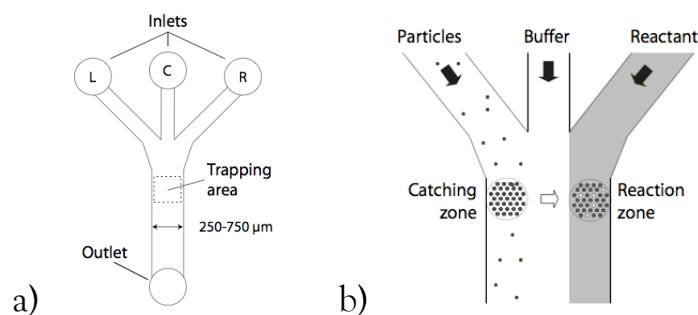 Inlets
L
C
R
Trapping
area
250-750 µm
Outlet
a)
Particles
Buffer
Reactant
Catching
zone
Reaction
zone
b)